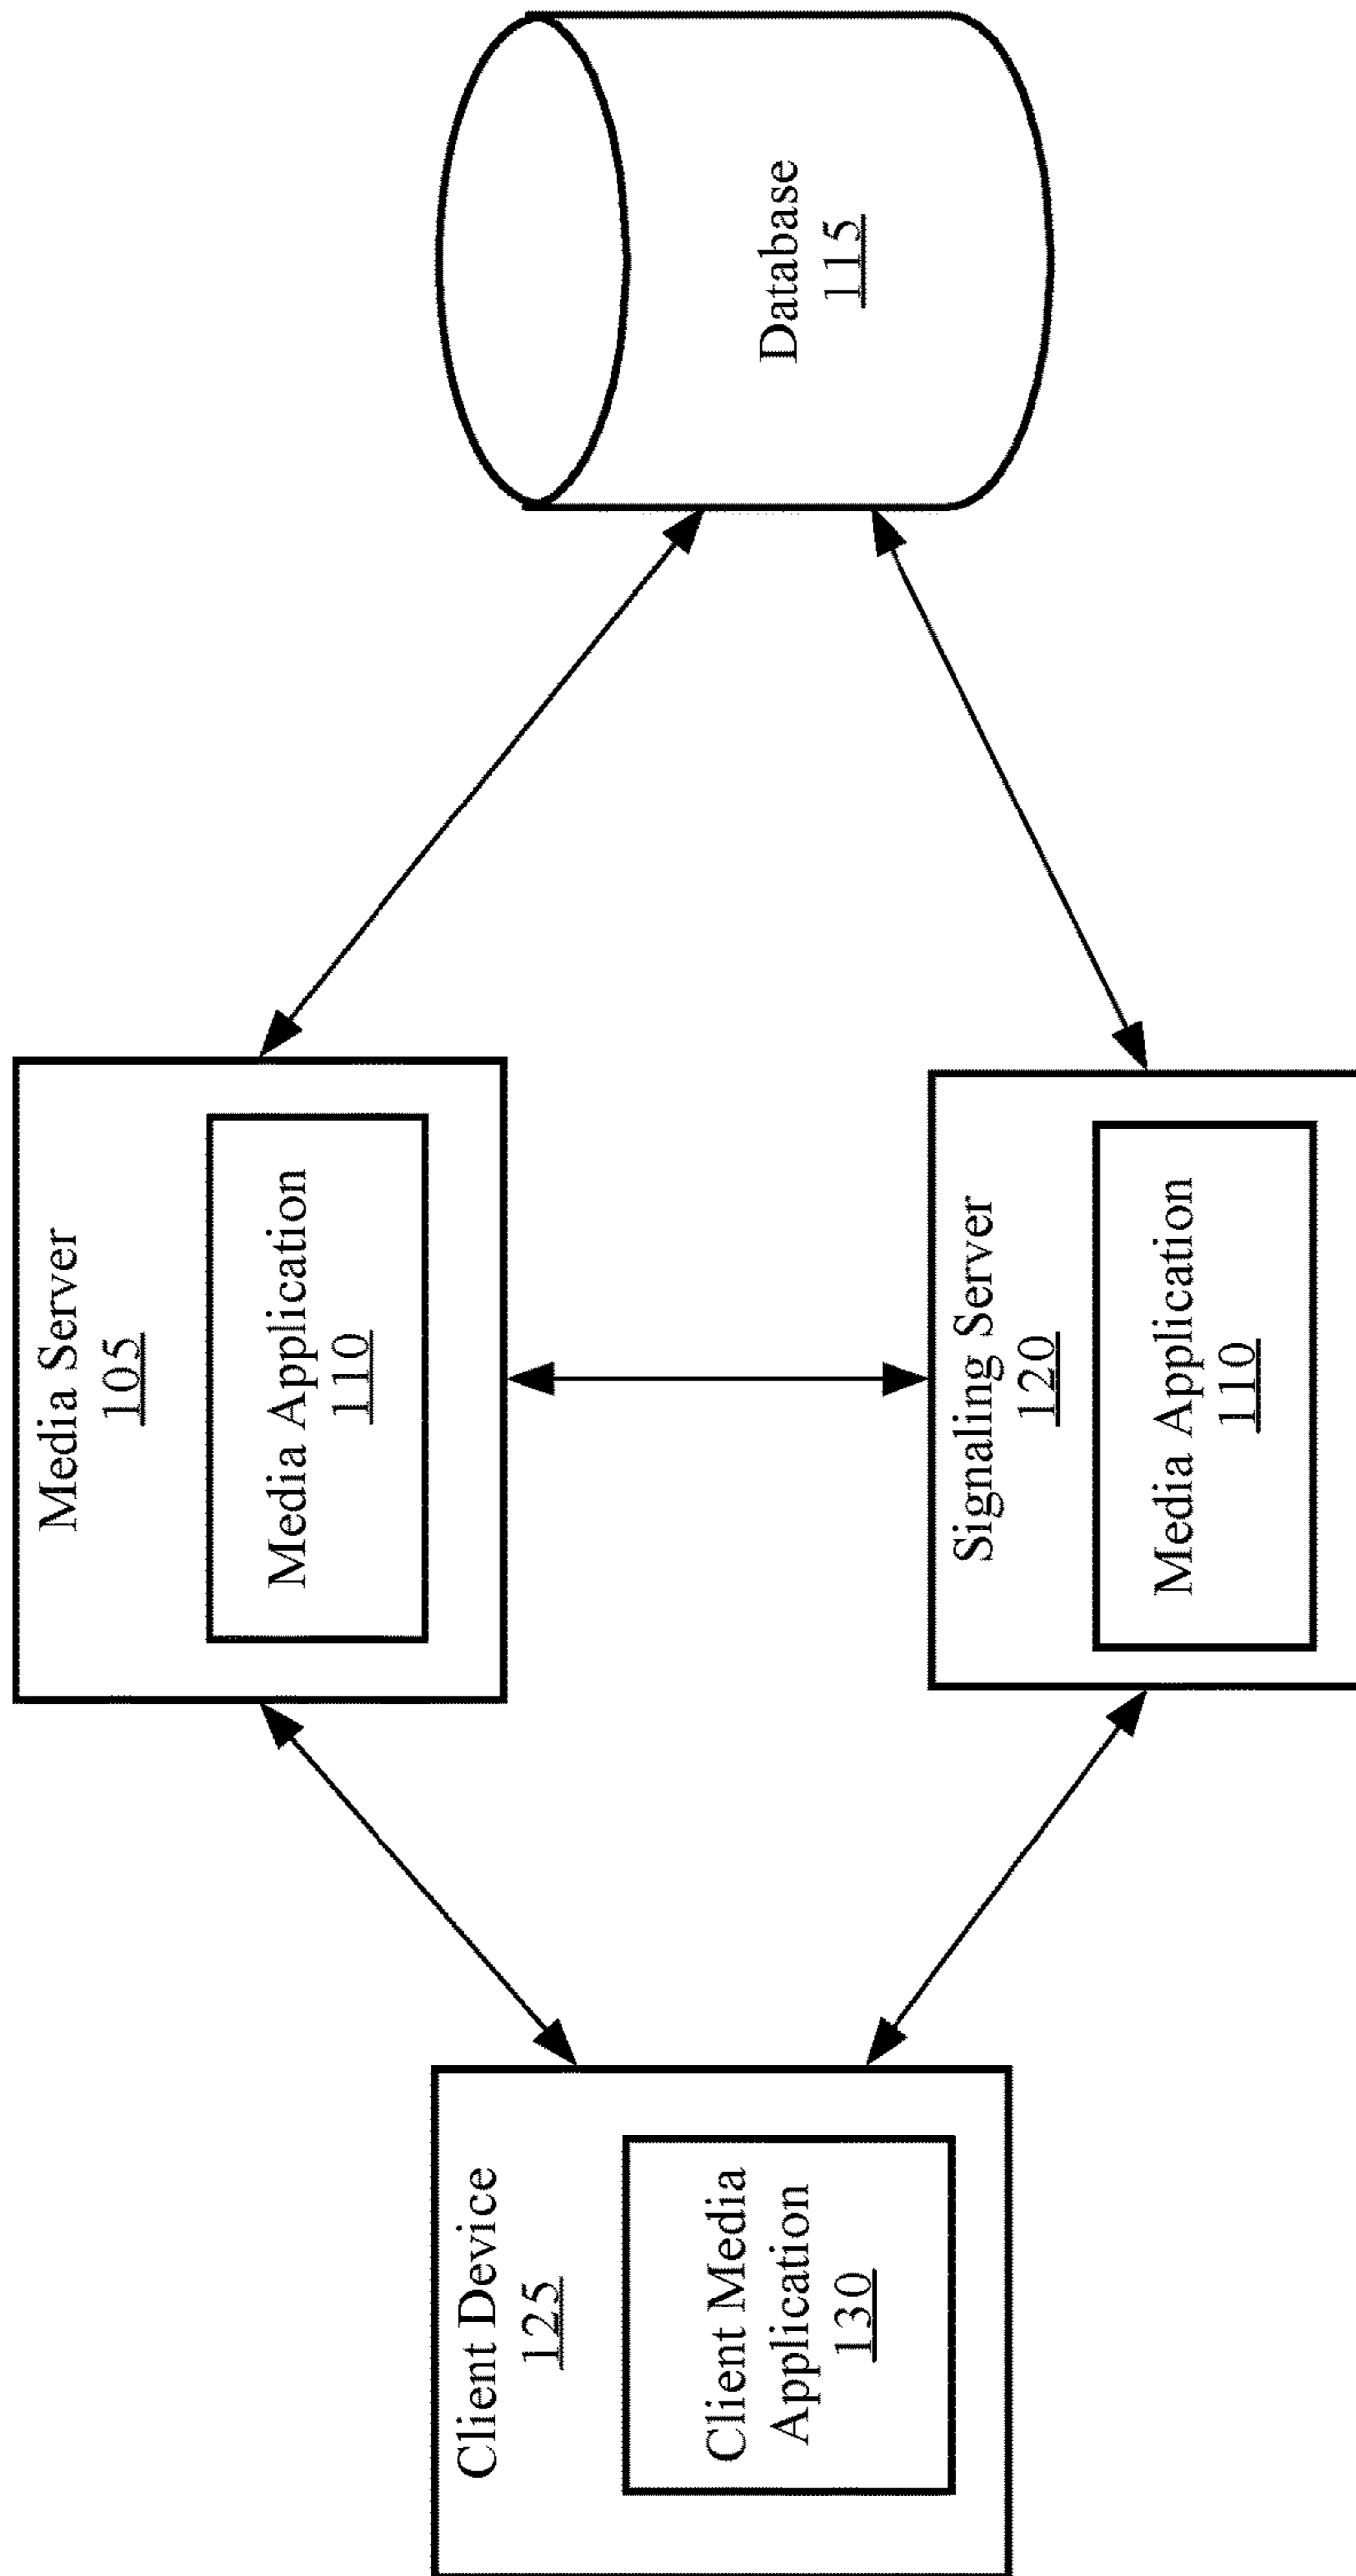 Media Server
105
Media Application
110
Client Device
125
Client Media
Application
130
Database
115
Signaling Server
120
Media Application
110